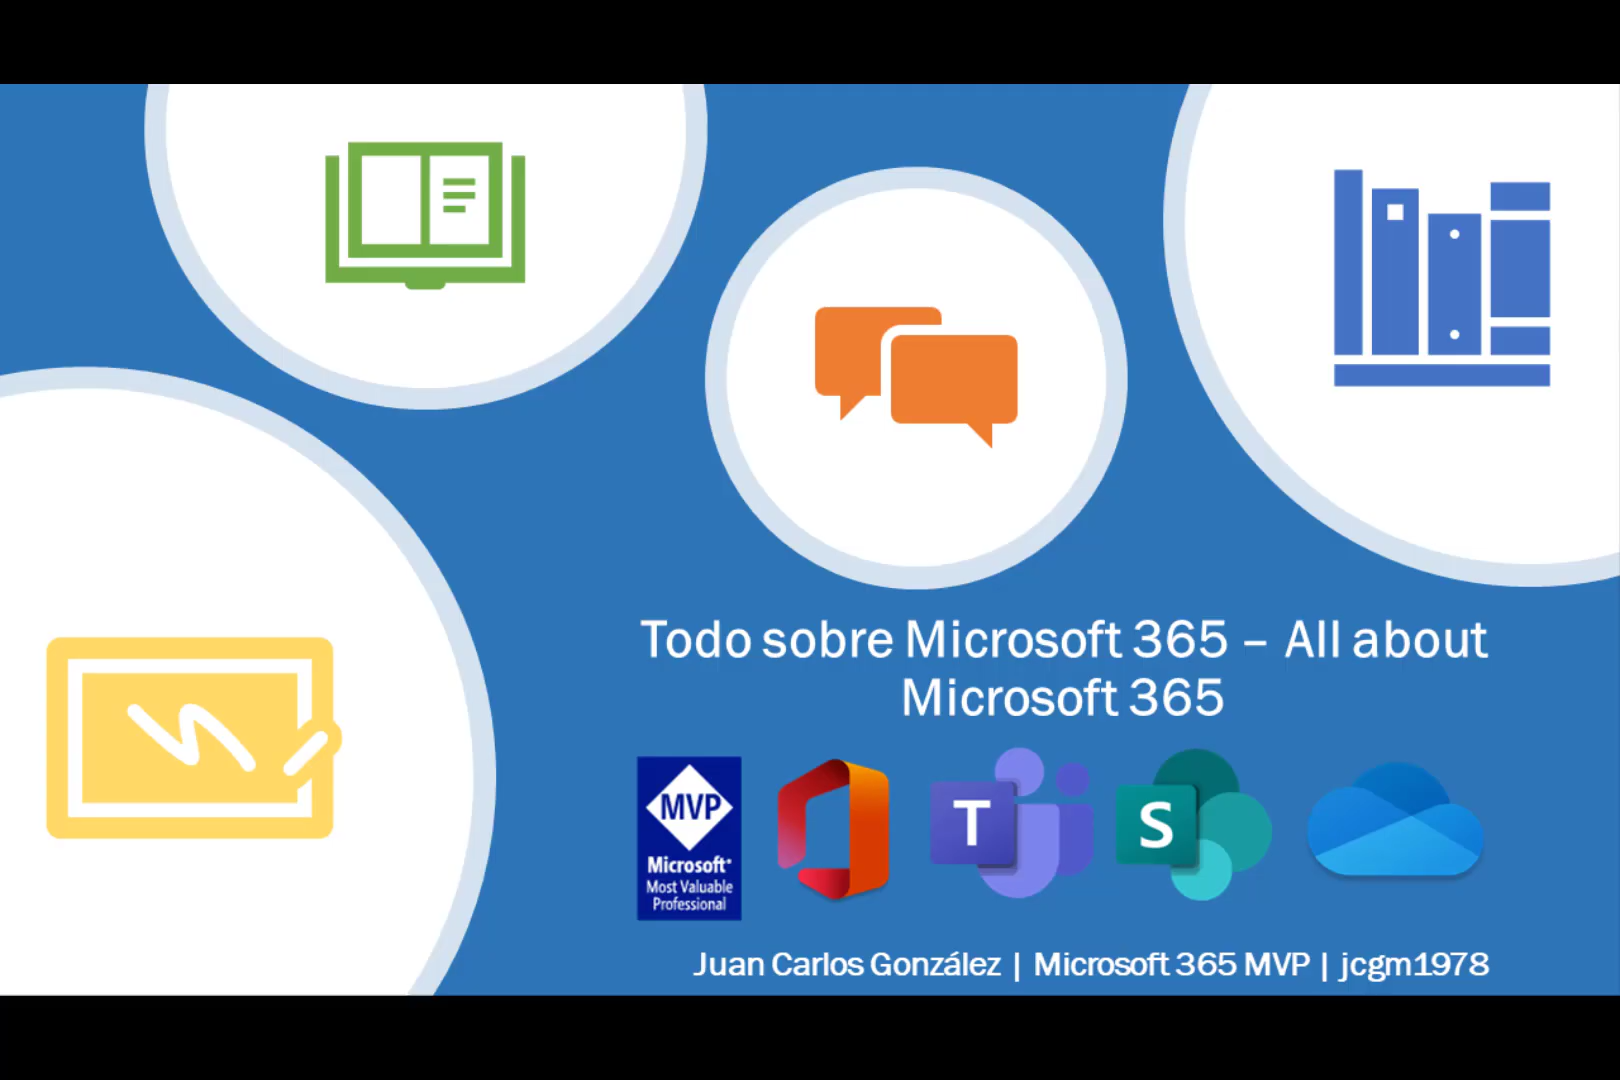 Todo sobre Microsoft 365 – All about
Microsoft 365
MVP
Microsoft®
Most Valuable
Professional
T
S
Juan Carlos González | Microsoft 365 MVP | jcgm1978